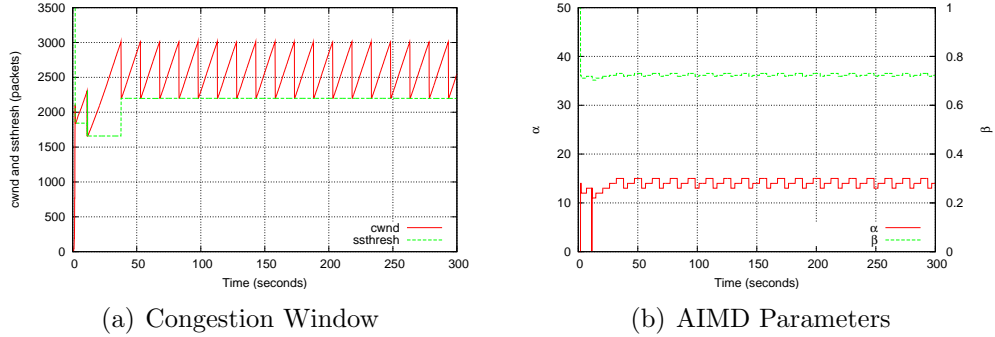 3500
3000
2500
2000
1500
1000
500
0
cwnd and ssthresh (packets)
cwnd
ssthresh
0 50 100 150 200 250 300
Time (seconds)
(a) Congestion Window
50
40
30
20
10
0
α
1
0.8
0.6
0.4
0.2
0
β
α
β
0 50 100 150 200 250 300
Time (seconds)
(b) AIMD Parameters